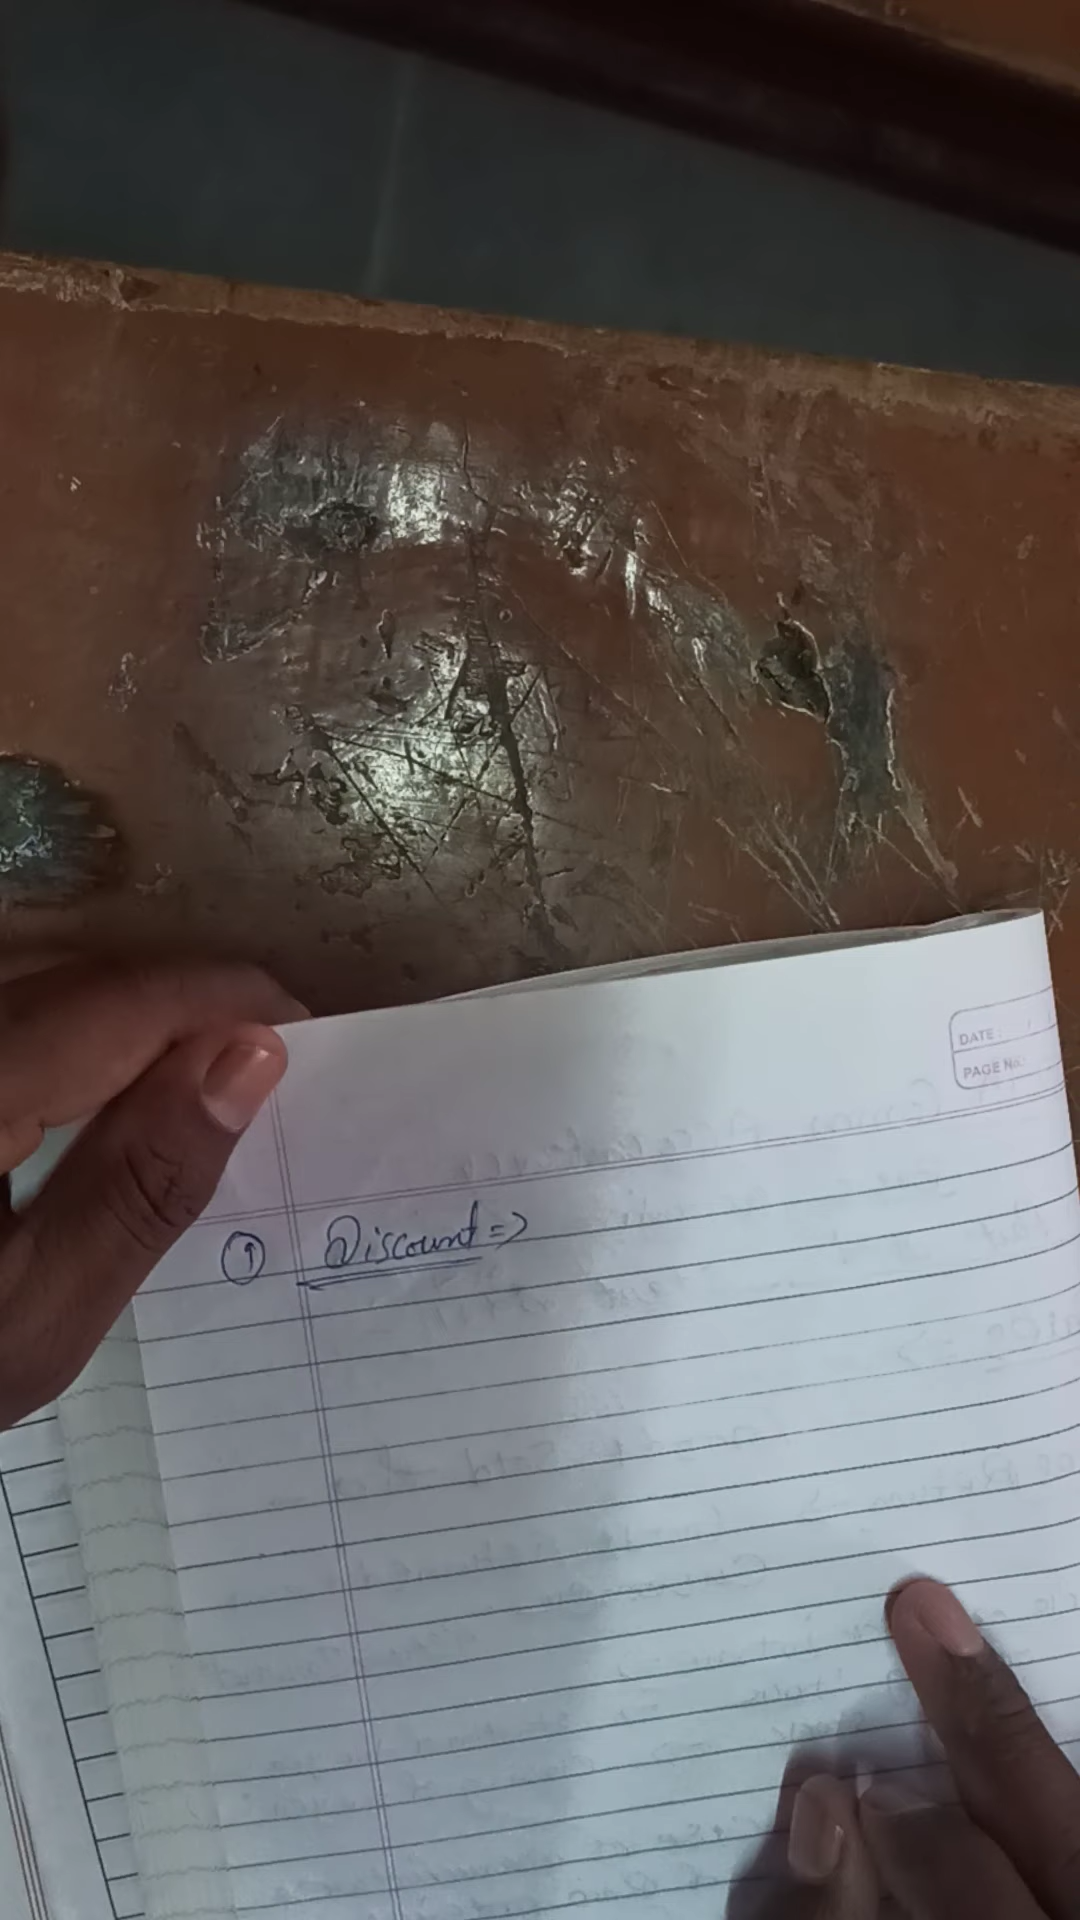 DATE :
PAGE No.:
① Discount =>